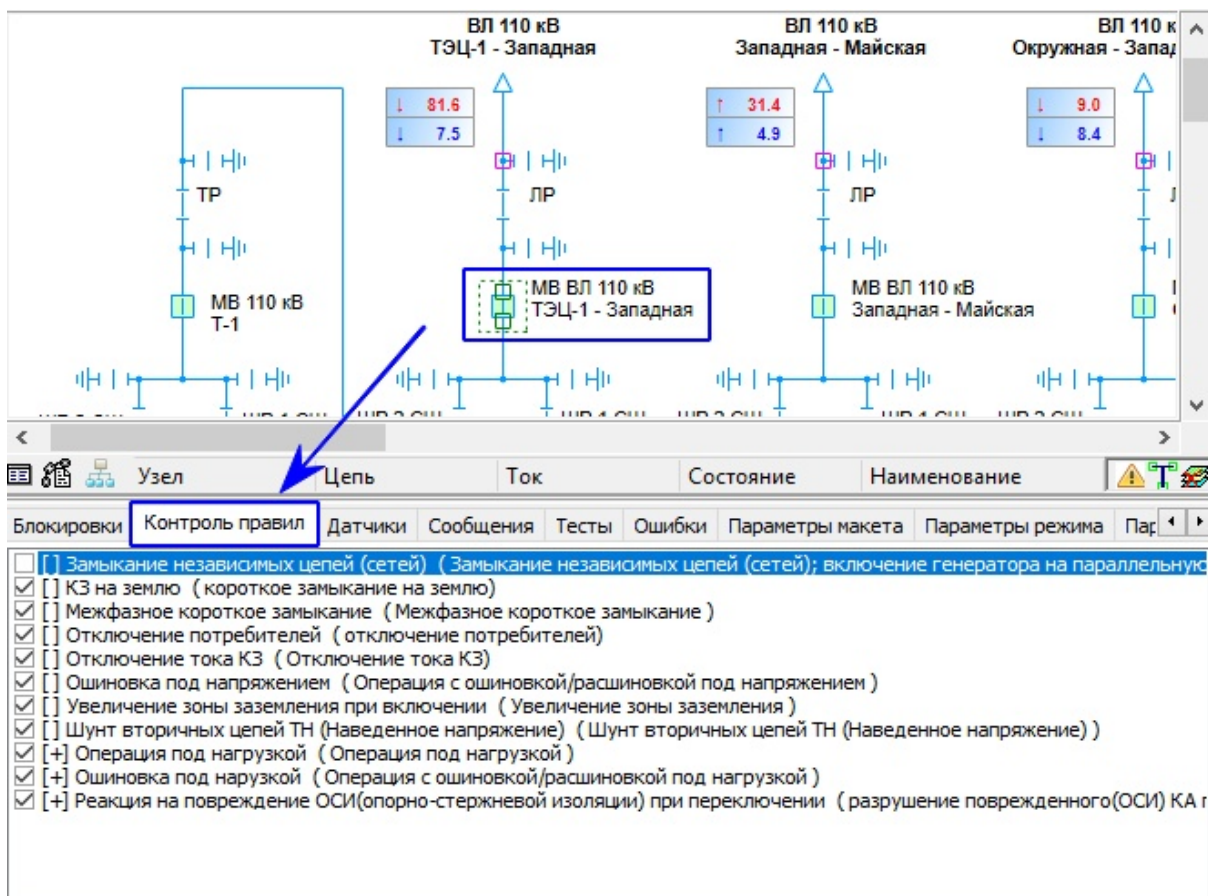 ВЛ 110 кВ
ТЭЦ-1 - Западная
ВЛ 110 кВ
Западная - Майская
ВЛ 110 к
Окружная - Запад
81.6
7.5
31.4
4.9
9.0
8.4
ТР
ЛР
ЛР
МВ 110 кВ
Т-1
МВ ВЛ 110 кВ
ТЭЦ-1 - Западная
МВ ВЛ 110 кВ
Западная - Майская
Узел Цепь Ток Состояние Наименование
Блокировки Контроль правил Датчики Сообщения Тесты Ошибки Параметры макета Параметры режима Пар
[ ] Замыкание независимых цепей (сетей) ( Замыкание независимых цепей (сетей); включение генератора на параллельную
[ ] КЗ на землю ( короткое замыкание на землю)
[ ] Межфазное короткое замыкание ( Межфазное короткое замыкание )
[ ] Отключение потребителей ( отключение потребителей)
[ ] Отключение тока КЗ ( Отключение тока КЗ)
[ ] Ошиновка под напряжением ( Операция с ошиновкой/расшиновкой под напряжением )
[ ] Увеличение зоны заземления при включении ( Увеличение зоны заземления )
[ ] Шунт вторичных цепей ТН (Наведенное напряжение) ( Шунт вторичных цепей ТН (Наведенное напряжение) )
[+] Операция под нагрузкой ( Операция под нагрузкой )
[+] Ошиновка под нарузкой ( Операция с ошиновкой/расшиновкой под нагрузкой )
[+] Реакция на повреждение ОСИ(опорно-стержневой изоляции) при переключении ( разрушение поврежденного(ОСИ) КА